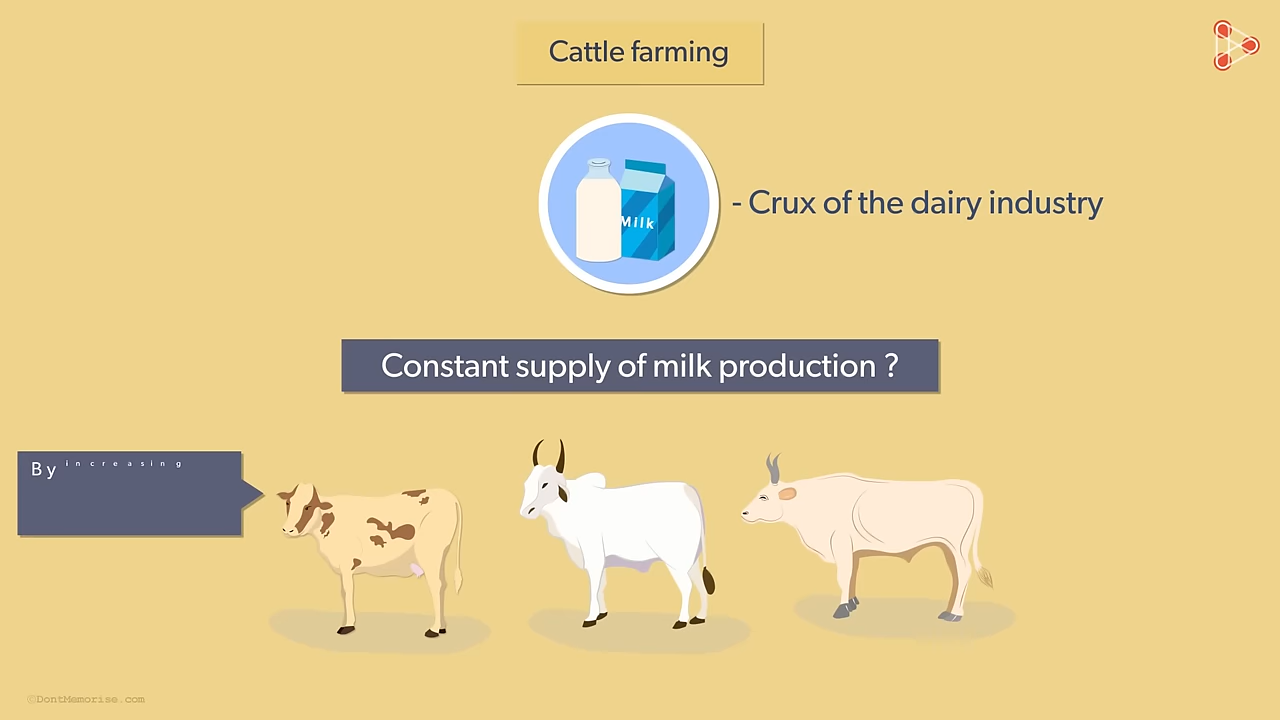 Cattle farming
Milk
- Crux of the dairy industry
Constant supply of milk production ?
By increasing
©DontMemorise.com